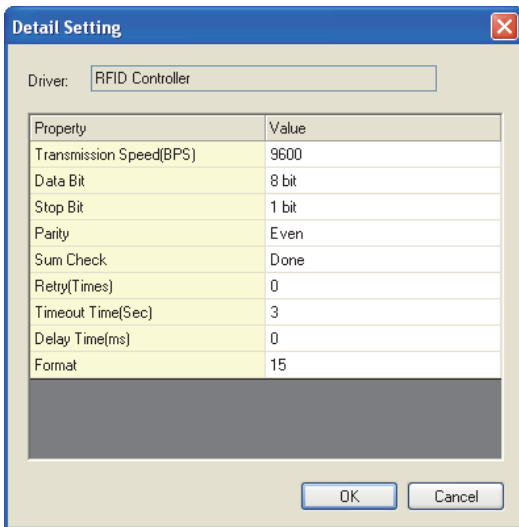 Detail Setting
Driver: RFID Controller
Property Value
Transmission Speed(BPS) 9600
Data Bit 8 bit
Stop Bit 1 bit
Parity Even
Sum Check Done
Retry(Times) 0
Timeout Time(Sec) 3
Delay Time(ms) 0
Format 15
OK Cancel